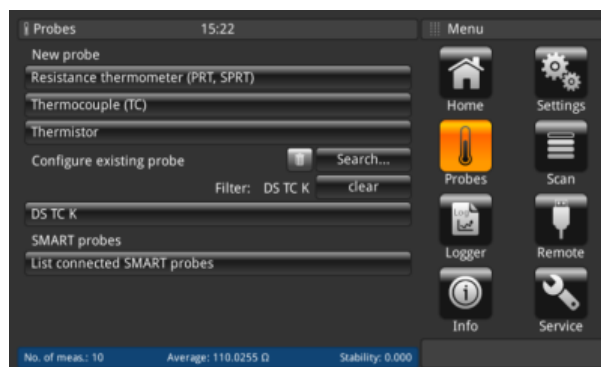 Probes 15:22
New probe
Resistance thermometer (PRT, SPRT)
Thermocouple (TC)
Thermistor
Configure existing probe Search...
Filter: DS TC K clear
DS TC K
SMART probes
List connected SMART probes
No. of meas.: 10 Average: 110.0255 Ω Stability: 0.000
Menu
Home Settings
Probes Scan
Log
Logger Remote
Info Service